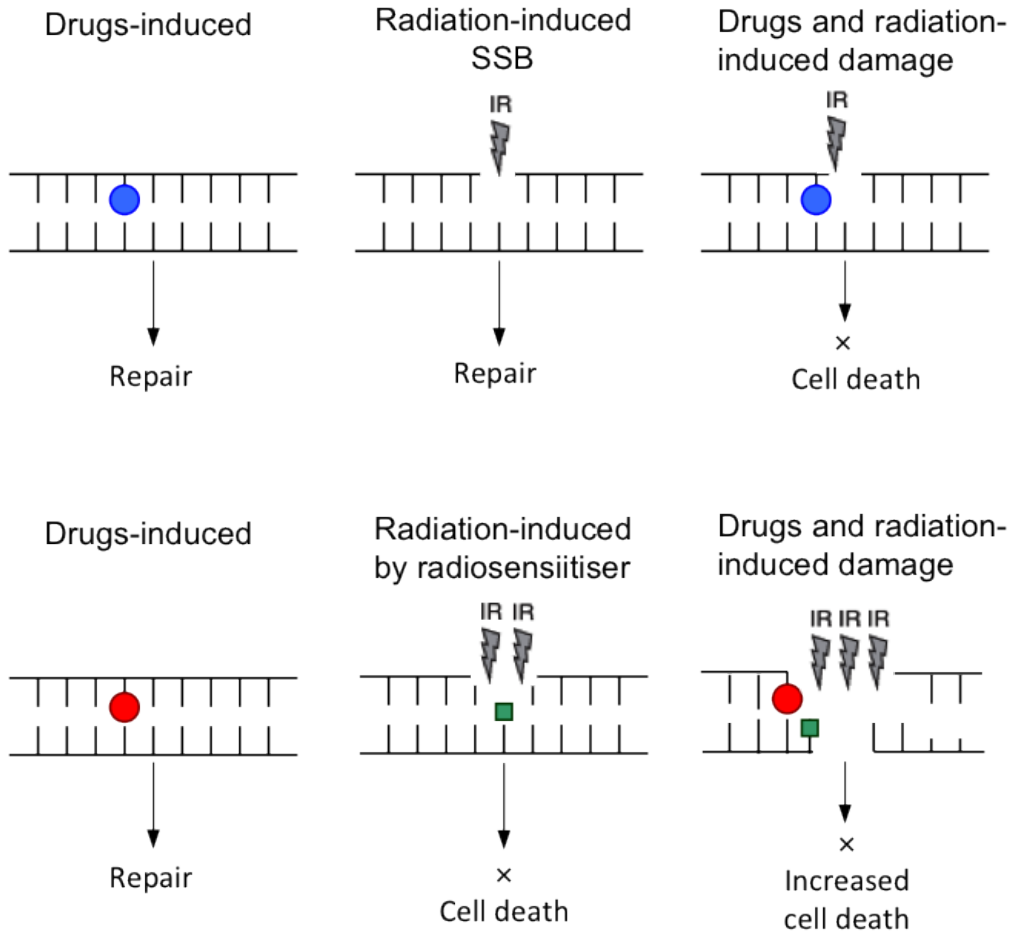 Drugs-induced
Radiation-induced
SSB
Drugs and radiation-
induced damage
IR
IR
Repair
Repair
×
Cell death
Drugs-induced
Radiation-induced
by radiosensiitiser
Drugs and radiation-
induced damage
IR IR
IR IR IR
Repair
×
Cell death
×
Increased
cell death